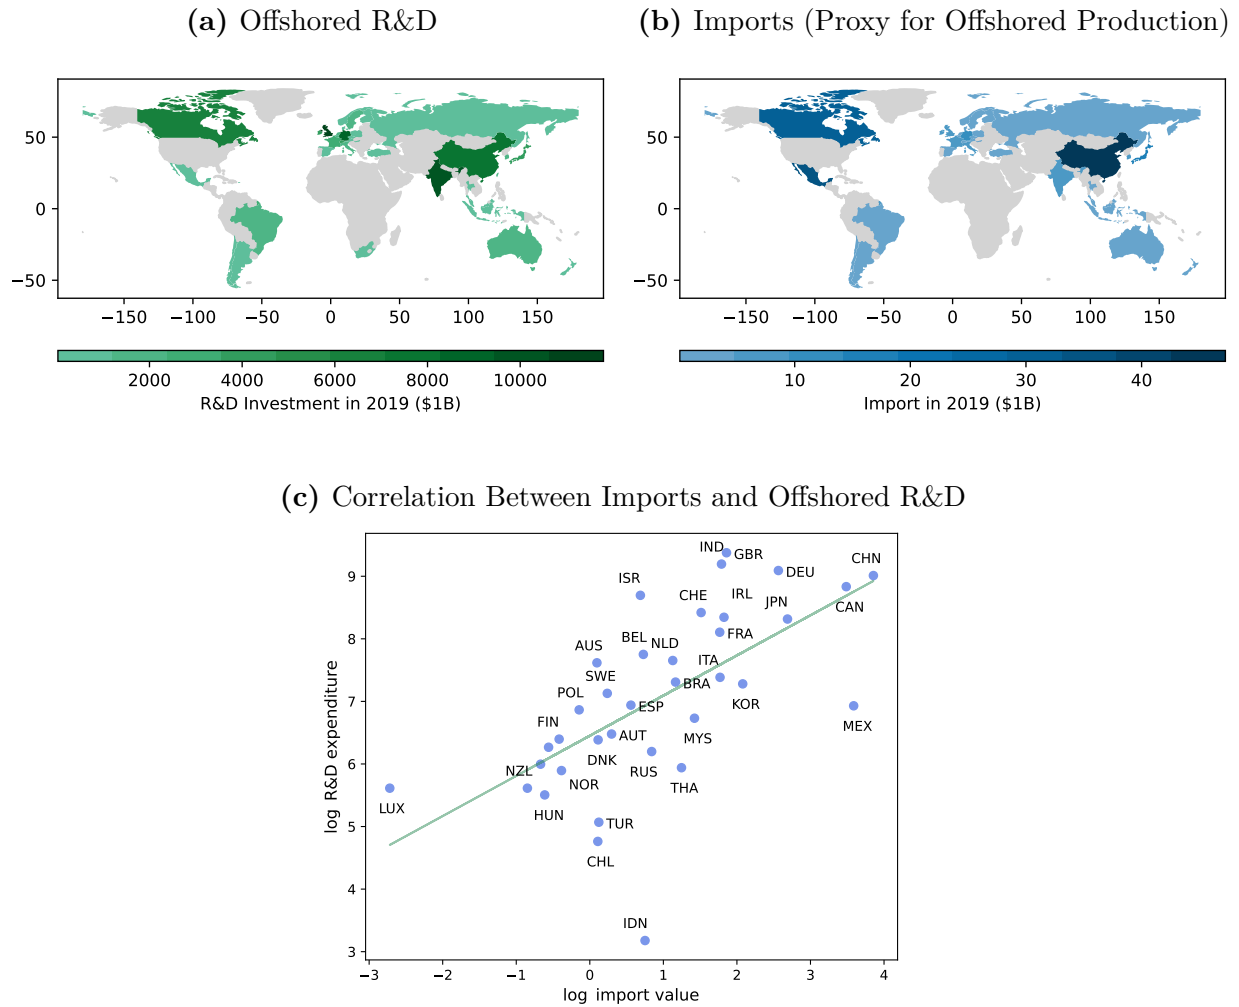 (a) Offshored R&D
(b) Imports (Proxy for Offshored Production)
50
0
−50
−150 −100 −50 0 50 100 150
2000 4000 6000 8000 10000
R&D Investment in 2019 ($1B)
50
0
−50
−150 −100 −50 0 50 100 150
10 20 30 40
Import in 2019 ($1B)
(c) Correlation Between Imports and Offshored R&D
log R&D expenditure
9
8
7
6
5
4
3
IND
GBR
CHN
DEU
ISR
CHE
IRL
JPN
CAN
AUS
BEL
NLD
FRA
ITA
SWE
POL
BRA
ESP
KOR
MEX
FIN
AUT
MYS
DNK
NZL
NOR
RUS
THA
LUX
HUN
TUR
CHL
IDN
−3 −2 −1 0 1 2 3 4
log import value